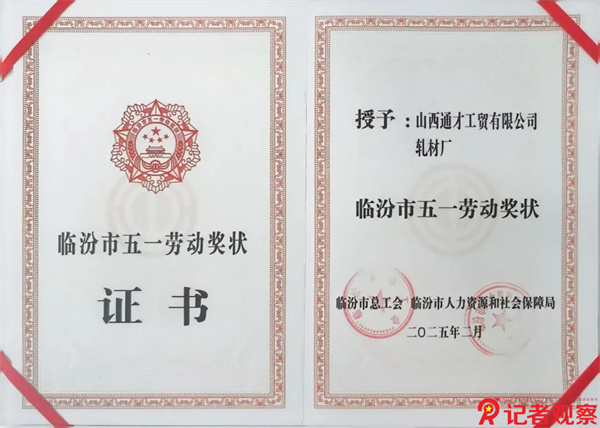 临汾市五一劳动奖状
证书
授予：山西通才工贸有限公司
轧材厂
临汾市五一劳动奖状
临汾市总工会 临汾市人力资源和社会保障局
二〇二五年二月
记者观察